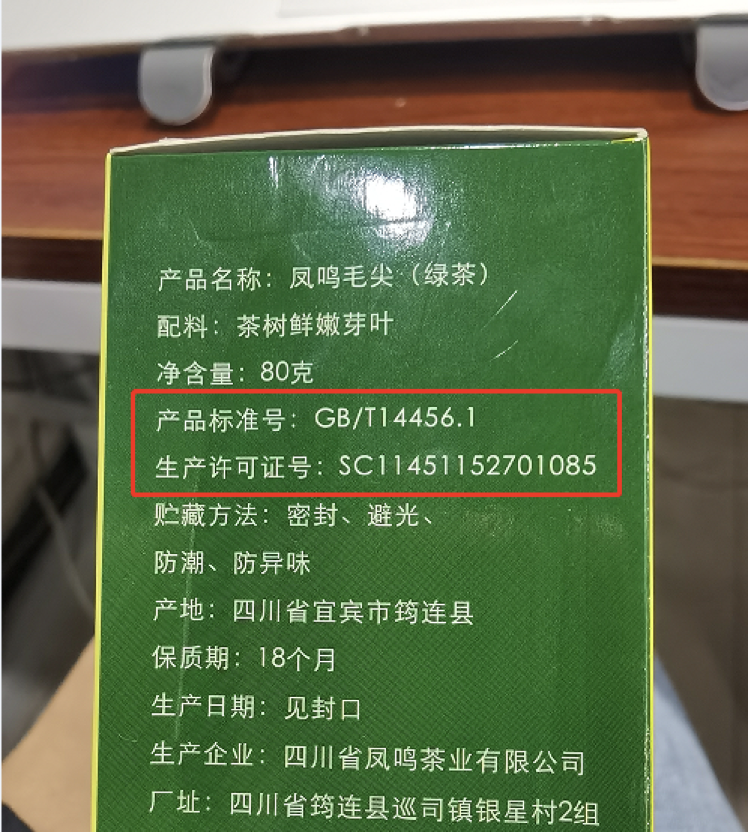 产品名称：凤鸣毛尖（绿茶）
配料：茶树鲜嫩芽叶
净含量：80克
产品标准号：GB/T14456.1
生产许可证号：SC11451152701085
贮藏方法：密封、避光、
防潮、防异味
产地：四川省宜宾市筠连县
保质期：18个月
生产日期：见封口
生产企业：四川省凤鸣茶业有限公司
厂址：四川省筠连县巡司镇银星村2组